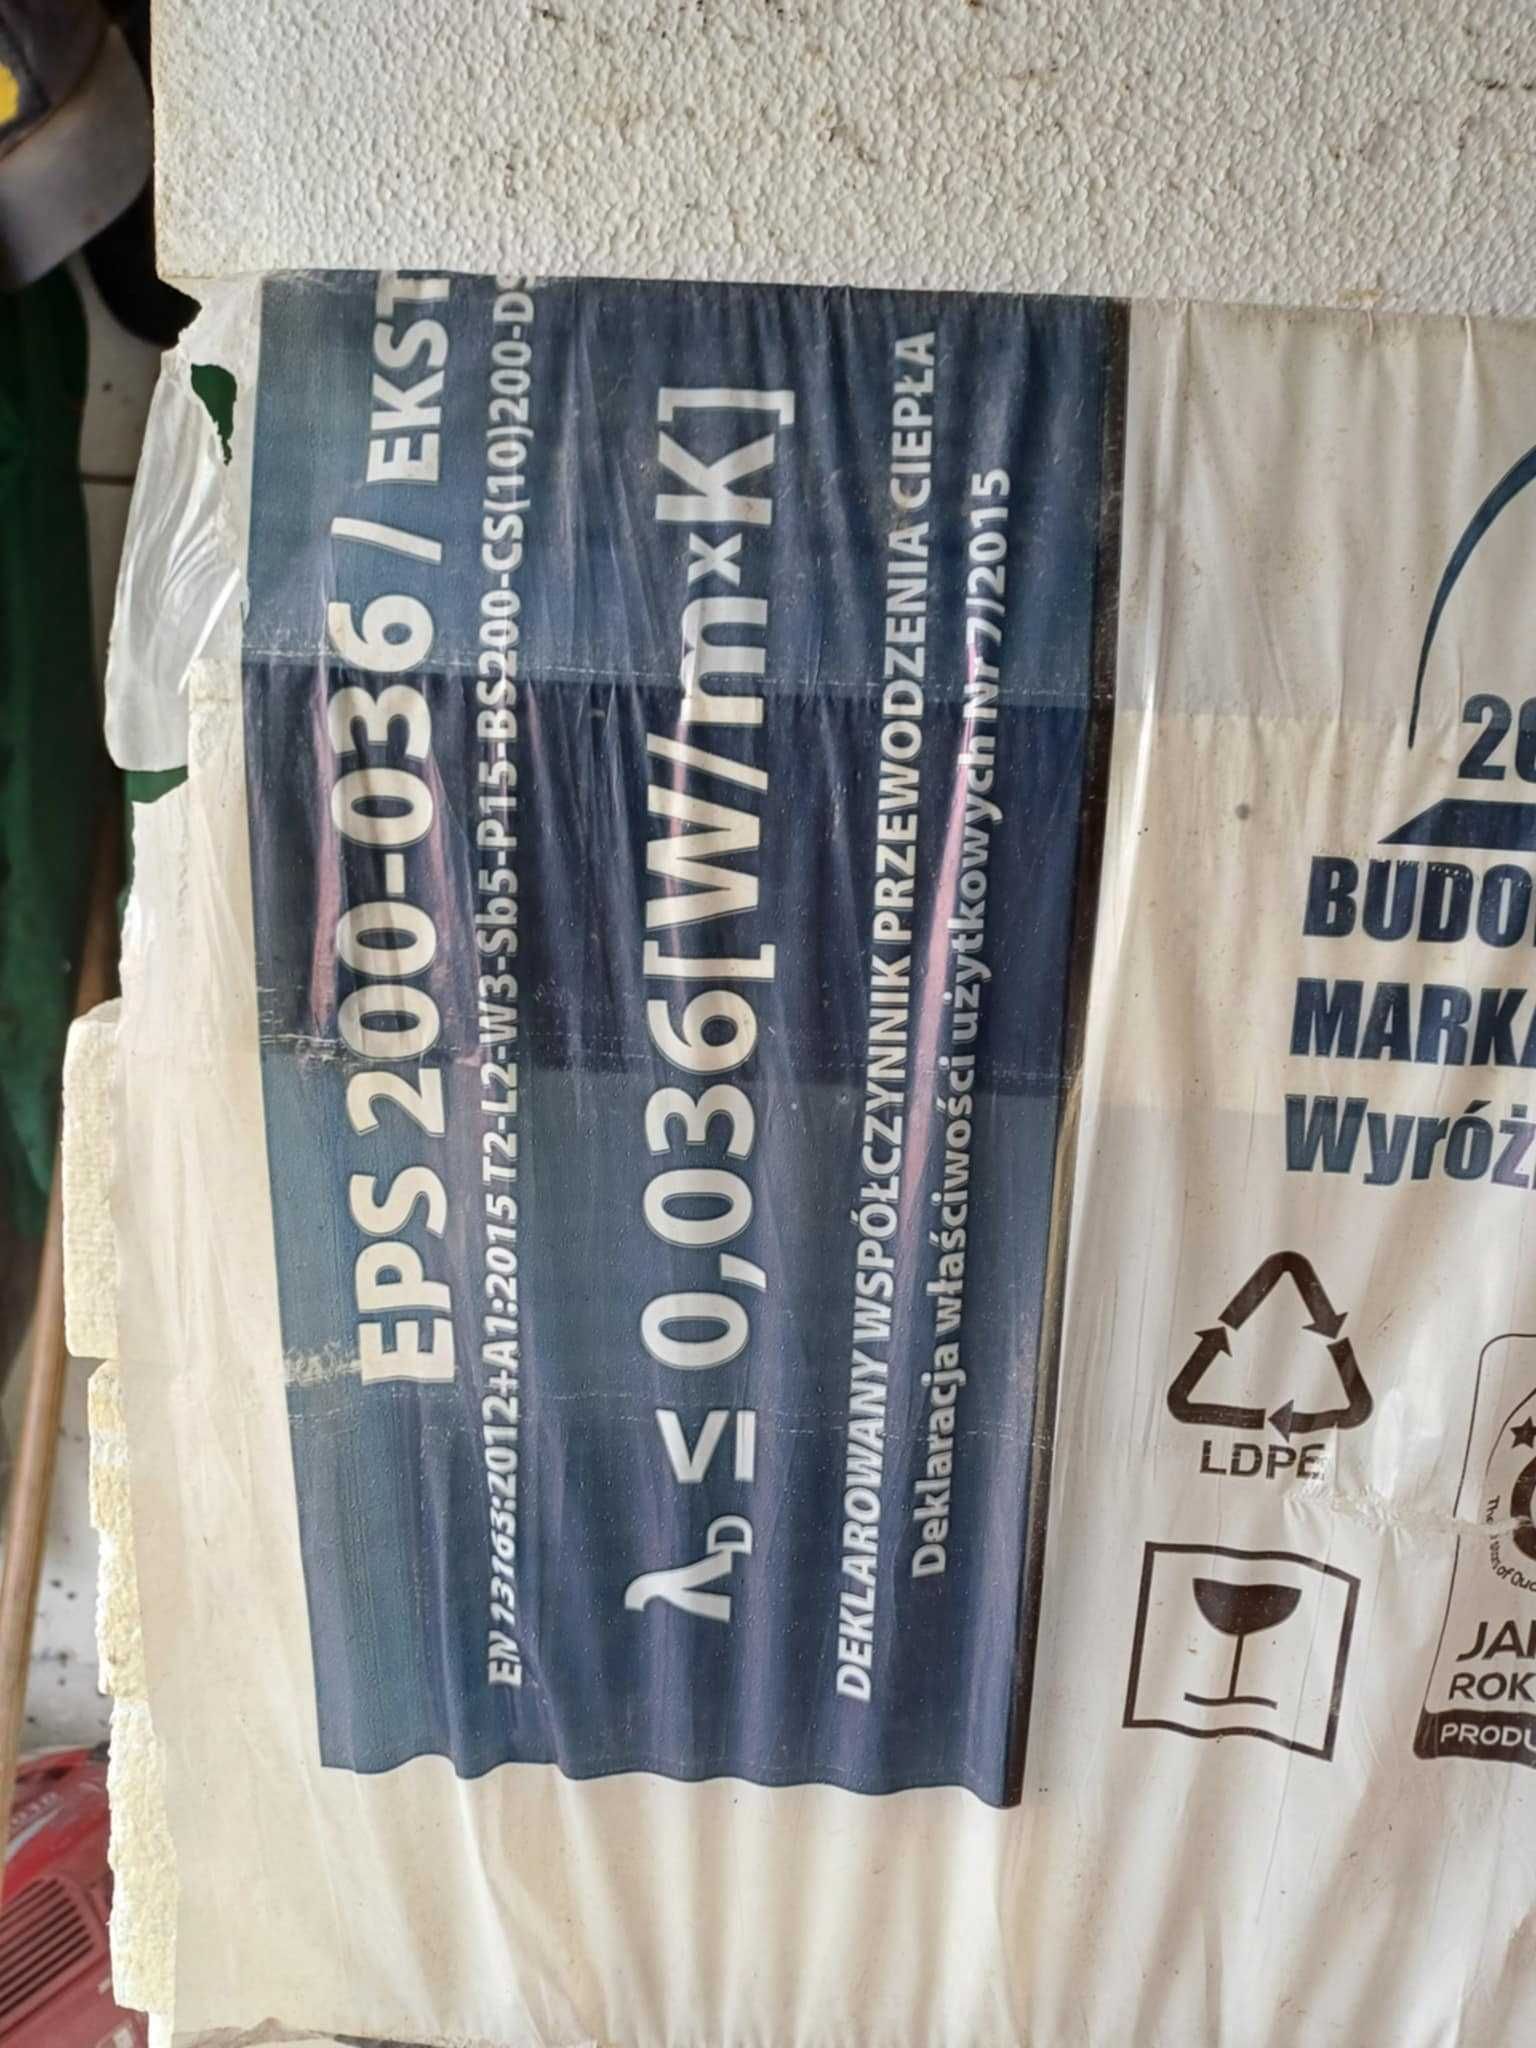 EPS 200-036 / EKST
EN 13163:2012+A1:2015 T2-L2-W3-Sb5-P15-BS200-CS(10)200-DS
λD ≤ 0,036[W/m×K]
DEKLAROWANY WSPÓŁCZYNNIK PRZEWODZENIA CIEPŁA
Deklaracja właściwości użytkowych Nr 7/2015
BUDO
MARKA
Wyróż
LDPE
ROK
PRODU